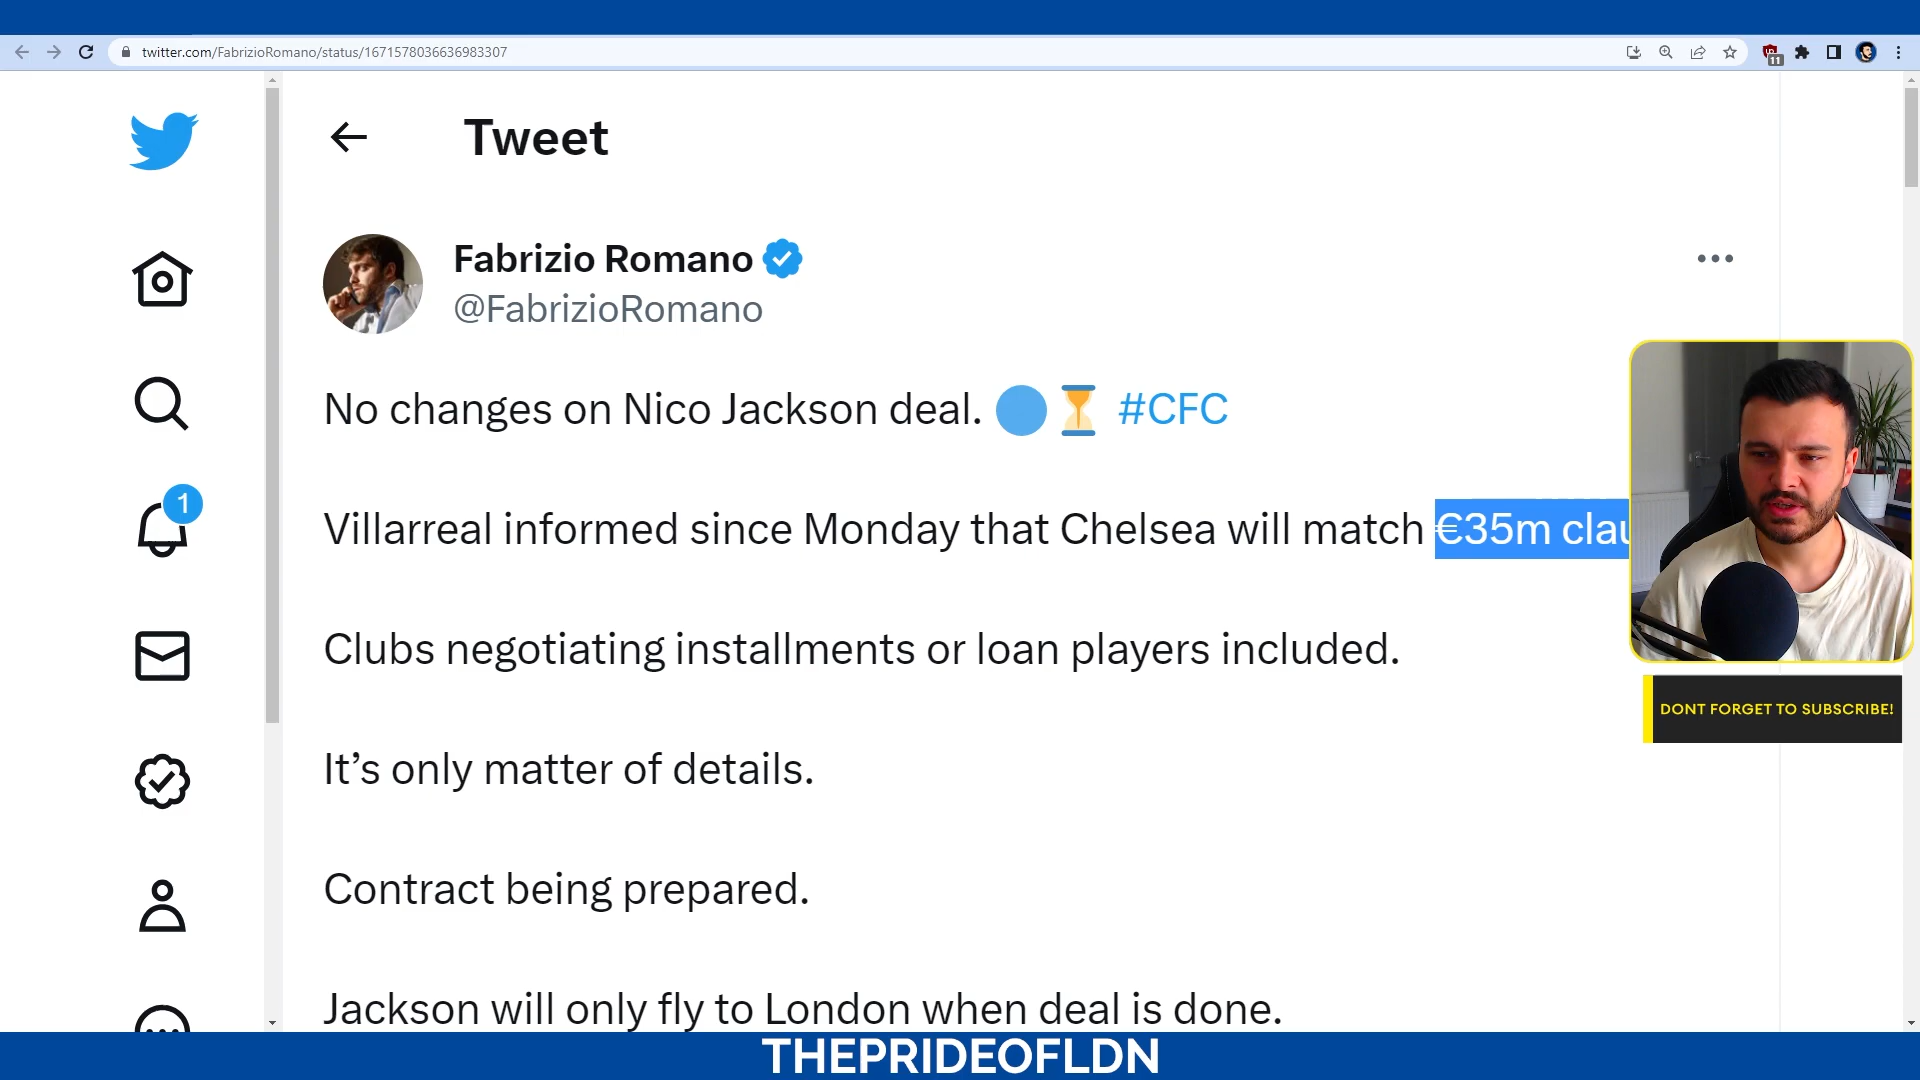 twitter.com/FabrizioRomano/status/1671578036636983307
11
Tweet
Fabrizio Romano
@FabrizioRomano
No changes on Nico Jackson deal. #CFC
1
Villarreal informed since Monday that Chelsea will match €35m
Clubs negotiating installments or loan players included.
DONT FORGET TO SUBSCRIBE!
It’s only matter of details.
Contract being prepared.
Jackson will only fly to London when deal is done.
THEPRIDEOFLDN